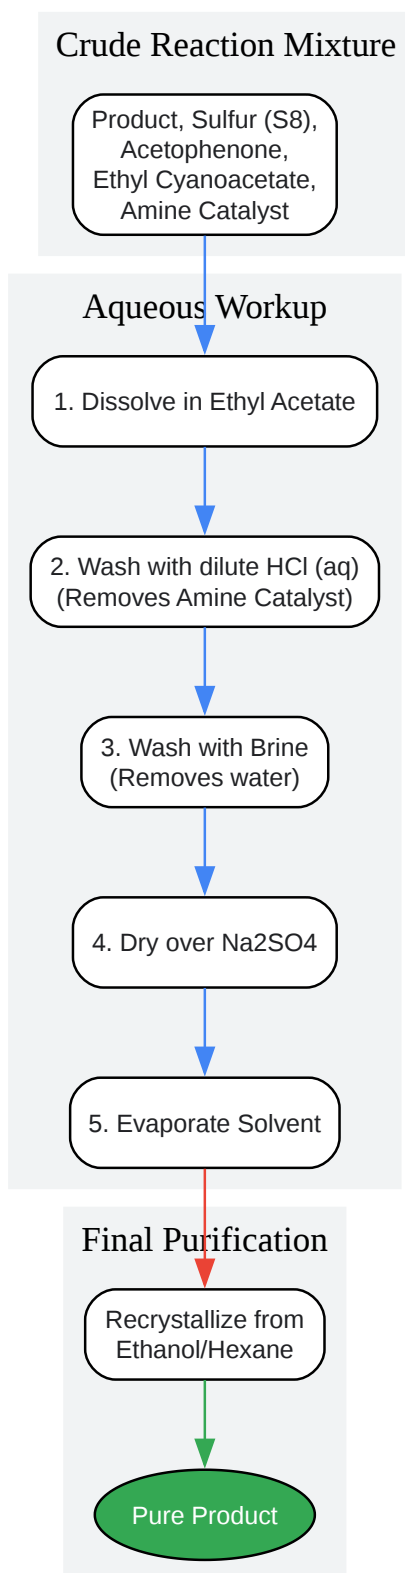 Crude Reaction Mixture
Product, Sulfur (S8),
Acetophenone,
Ethyl Cyanoacetate,
Amine Catalyst
Aqueous Workup
1. Dissolve in Ethyl Acetate
2. Wash with dilute HCl (aq)
(Removes Amine Catalyst)
3. Wash with Brine
(Removes water)
4. Dry over Na2SO4
5. Evaporate Solvent
Final Purification
Recrystallize from
Ethanol/Hexane
Pure Product